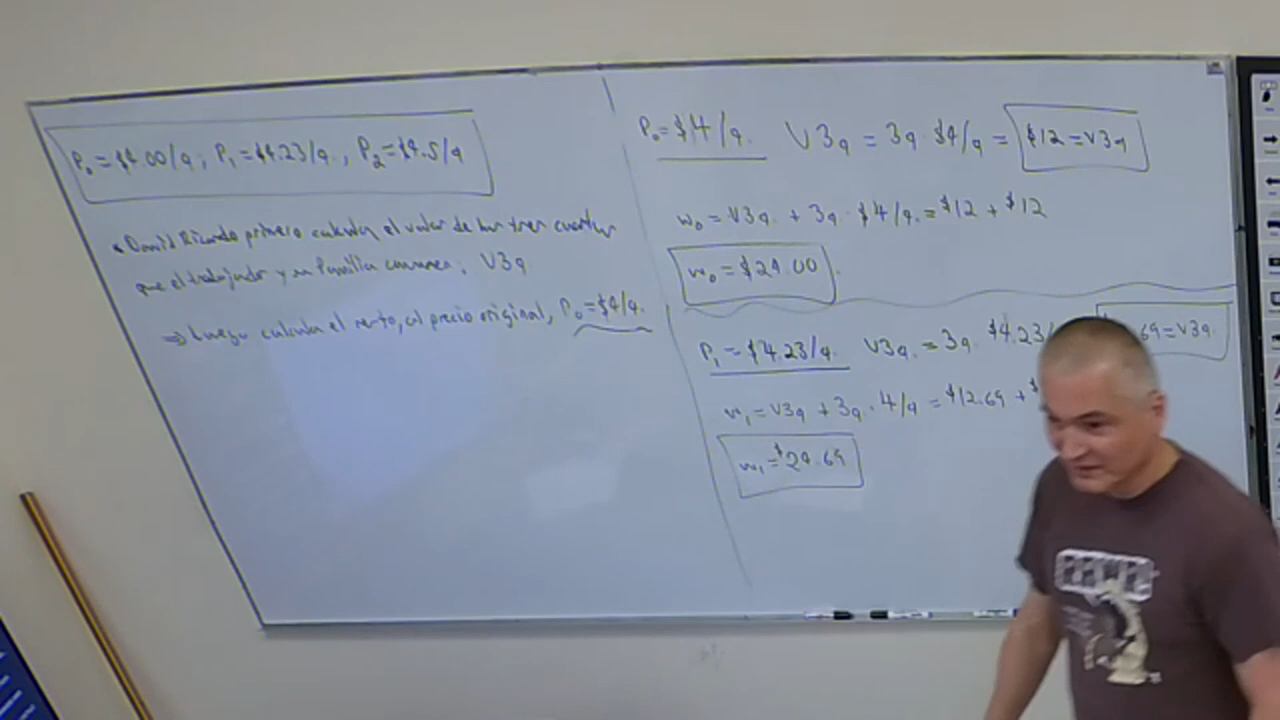 P₀ = $4.00/q, P₁ = $4.23/q, P₂ = $4.5/q
• David Ricardo primero calcula el valor de las tres cuartas
que el trabajador y su familia consumen, V3q
⇒ Luego calcula el resto, al precio original, P₀ = $4/q.
P₀ = $4/q. V3q = 3q $4/q = $12 = V3q
w₀ = V3q + 3q · $4/q. = $12 + $12
w₀ = $24.00
P₁ = $4.23/q. V3q. = 3q $4.23/ 69 = V3q.
w₁ = V3q + 3q · 4/q = $12.69 + $
w₁ = $24.69